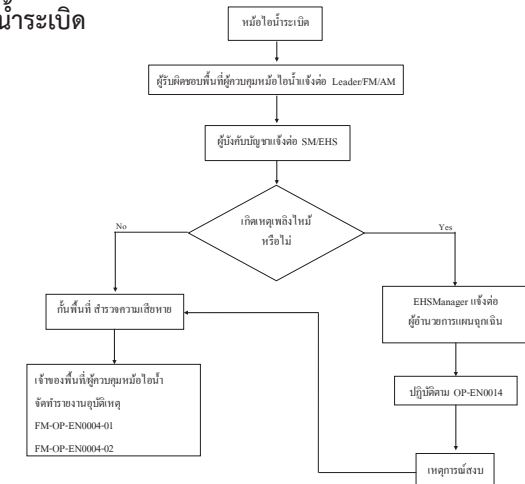 น้ำระเบิด
หม้อไอน้ำระเบิด
ผู้รับผิดชอบพื้นที่ผู้ควบคุมหม้อไอน้ำแจ้งต่อ Leader/FM/AM
ผู้บังคับบัญชาแจ้งต่อ SM/EHS
เกิดเหตุเพลิงไหม้
หรือไม่
No
Yes
กั้นพื้นที่ สำรวจความเสียหาย
EHSManager แจ้งต่อ
ผู้อำนวยการแผนฉุกเฉิน
เจ้าของพื้นที่/ผู้ควบคุมหม้อไอน้ำ
จัดทำรายงานอุบัติเหตุ
FM-OP-EN0004-01
FM-OP-EN0004-02
ปฏิบัติตาม OP-EN0014
เหตุการณ์สงบ